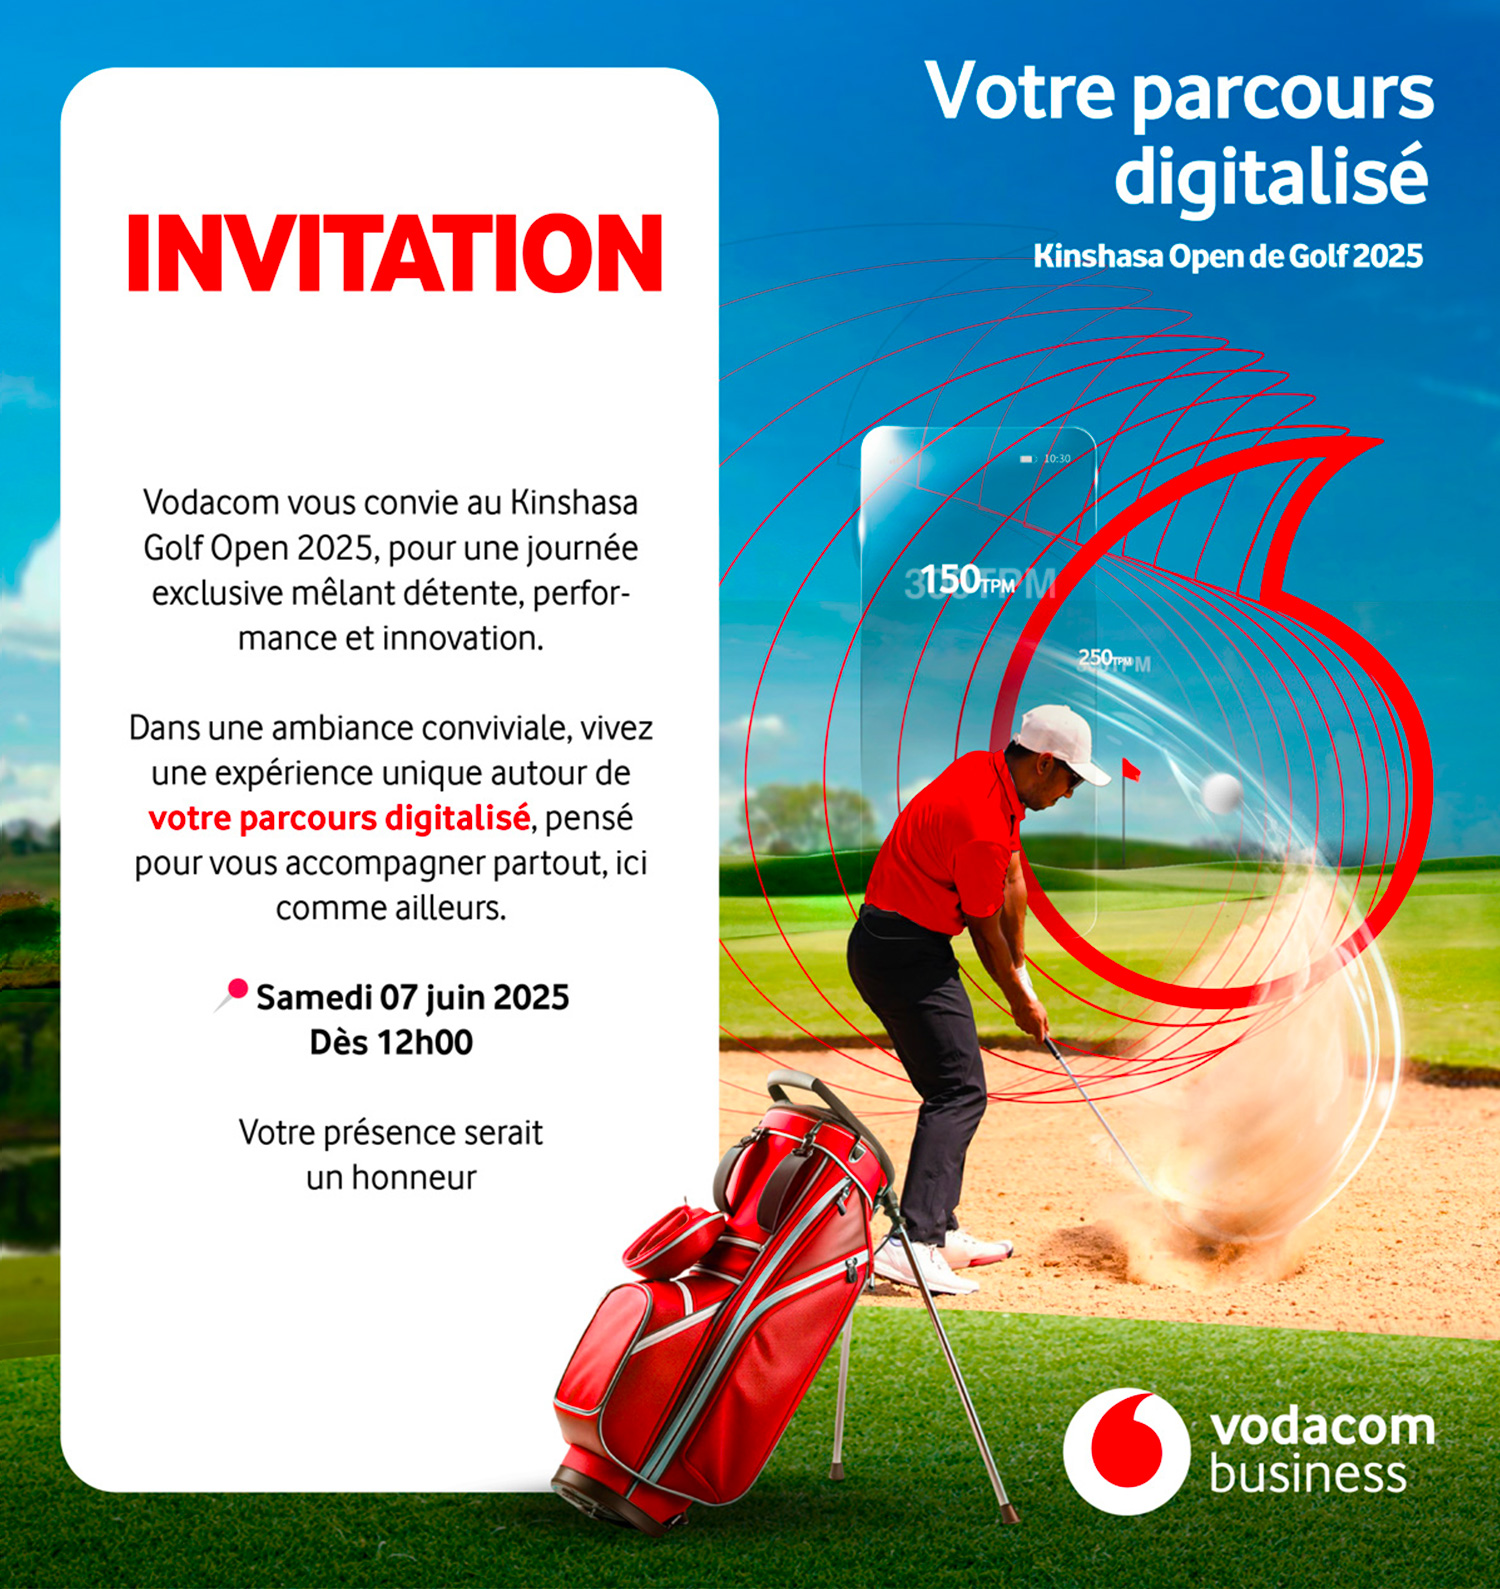 INVITATION
Vodacom vous convie au Kinshasa
Golf Open 2025, pour une journée
exclusive mêlant détente, perfor-
mance et innovation.
Dans une ambiance conviviale, vivez
une expérience unique autour de
votre parcours digitalisé, pensé
pour vous accompagner partout, ici
comme ailleurs.
Samedi 07 juin 2025
Dès 12h00
Votre présence serait
un honneur
Votre parcours
digitalisé
Kinshasa Open de Golf 2025
10:30
150TPM
250TPM
vodacom
business